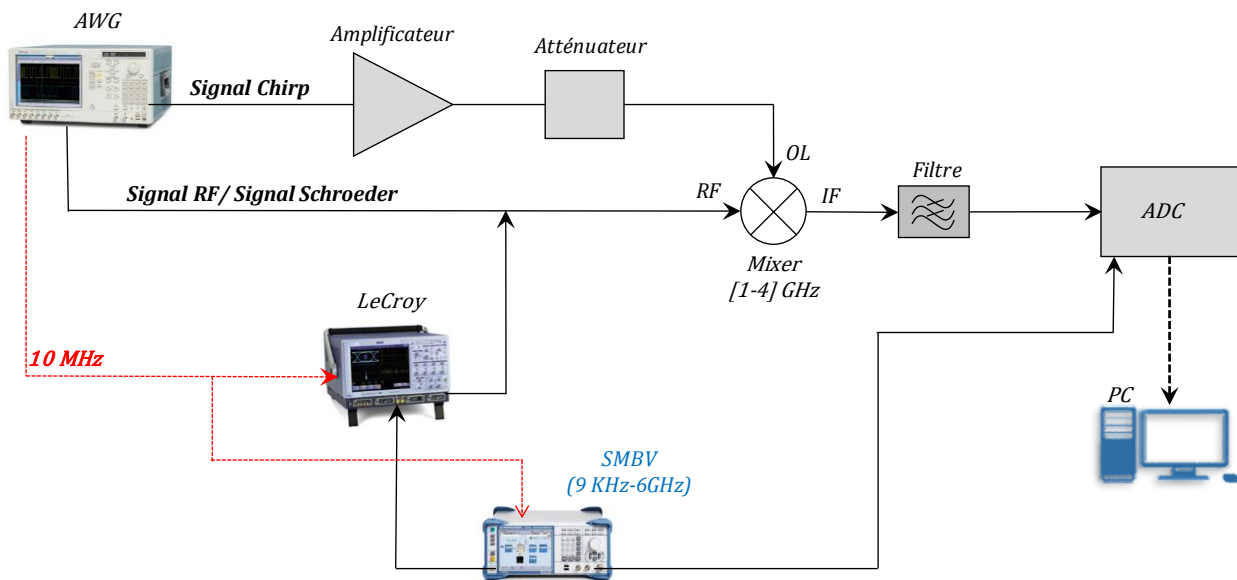 AWG
Amplificateur
Atténuateur
Signal Chirp
OL
Filtre
Signal RF/ Signal Schroeder
RF
IF
ADC
Mixer
[1-4] GHz
LeCroy
10 MHz
PC
SMBV
(9 KHz-6GHz)